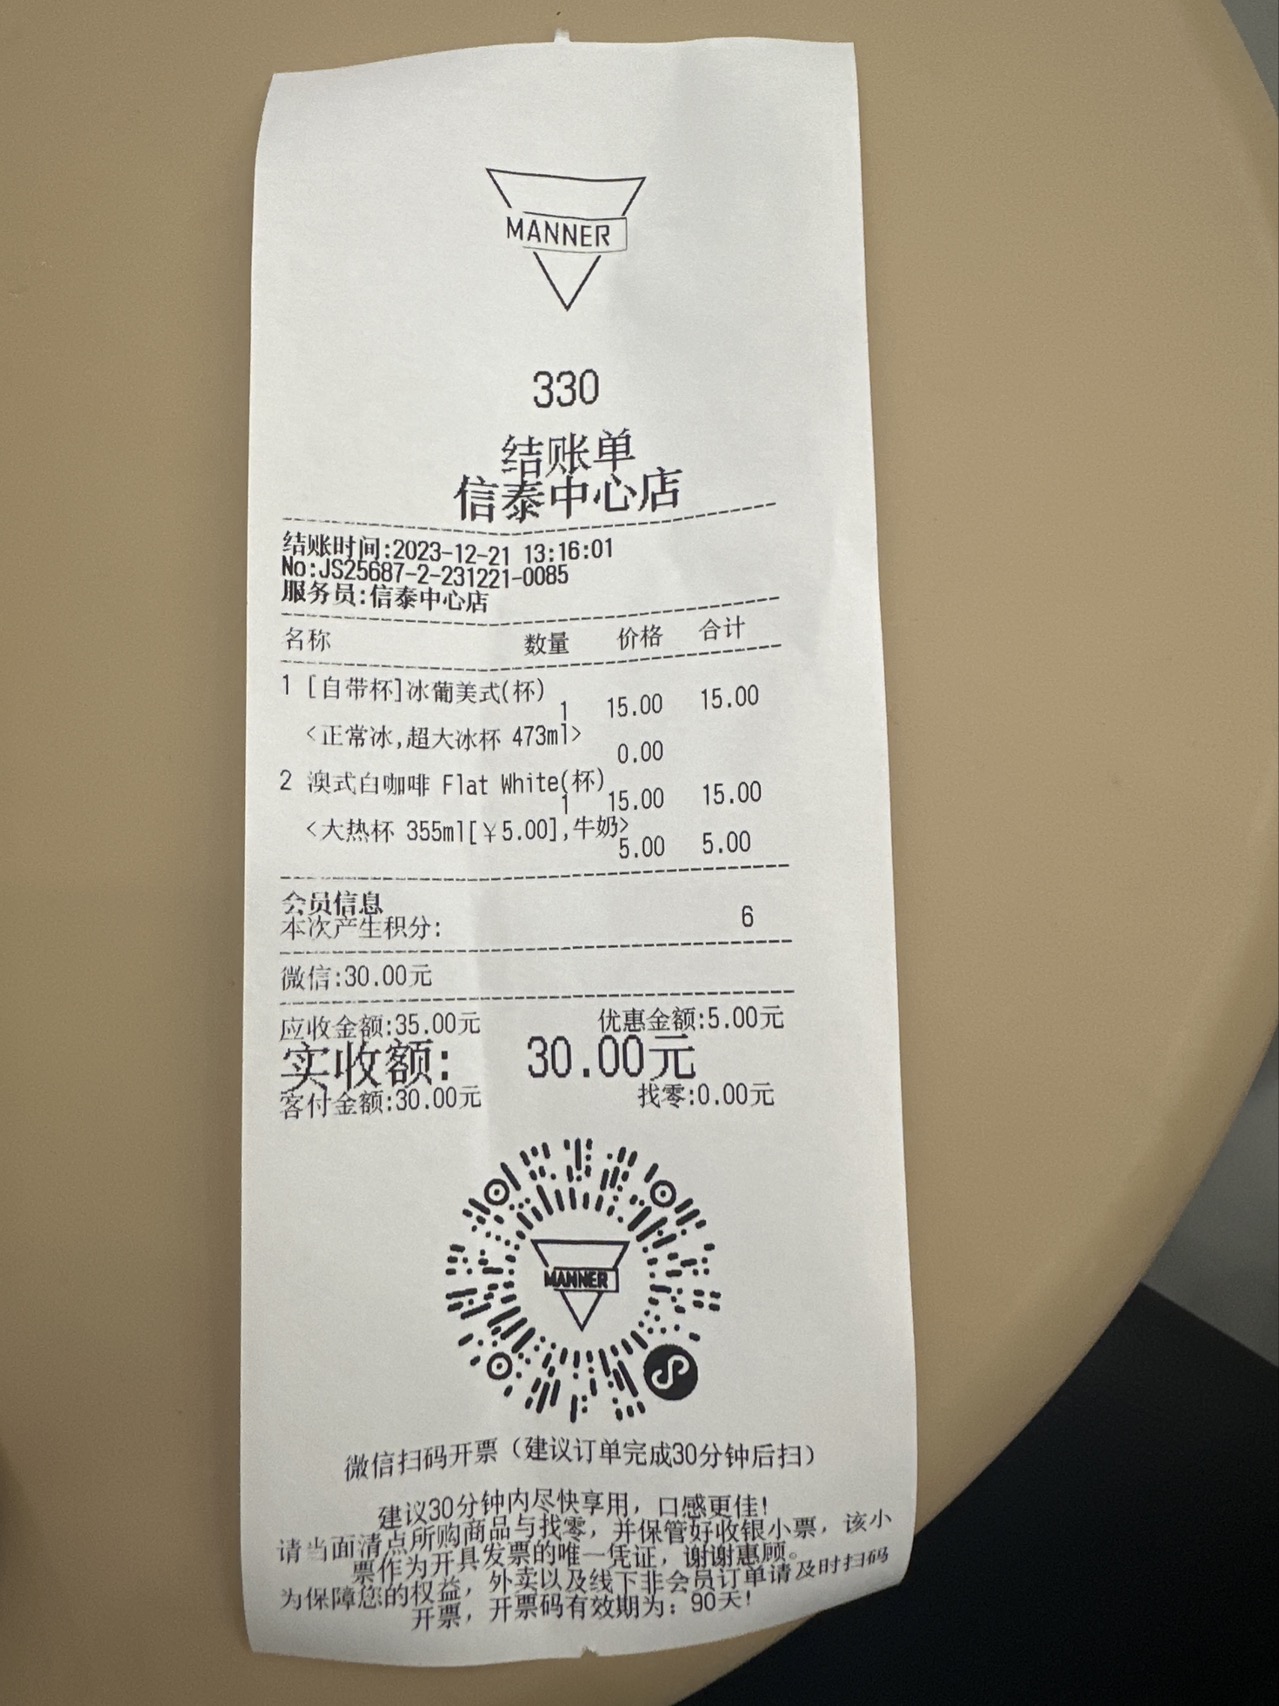 MANNER
330
结账单
信泰中心店
结账时间:2023-12-21 13:16:01
No:JS25687-2-231221-0085
服务员:信泰中心店
名称 数量 价格 合计
1 [自带杯]冰葡美式(杯)
1 15.00 15.00
<正常冰,超大冰杯 473ml>
0.00
2 澳式白咖啡 Flat White(杯)
1 15.00 15.00
<大热杯 355ml[￥5.00],牛奶>
5.00 5.00
会员信息
本次产生积分: 6
微信:30.00元
应收金额:35.00元 优惠金额:5.00元
实收额: 30.00元
客付金额:30.00元 找零:0.00元
MANNER
微信扫码开票（建议订单完成30分钟后扫）
建议30分钟内尽快享用，口感更佳!
请当面清点所购商品与找零，并保管好收银小票，该小
票作为开具发票的唯一凭证，谢谢惠顾。
为保障您的权益，外卖以及线下非会员订单请及时扫码
开票，开票码有效期为：90天!